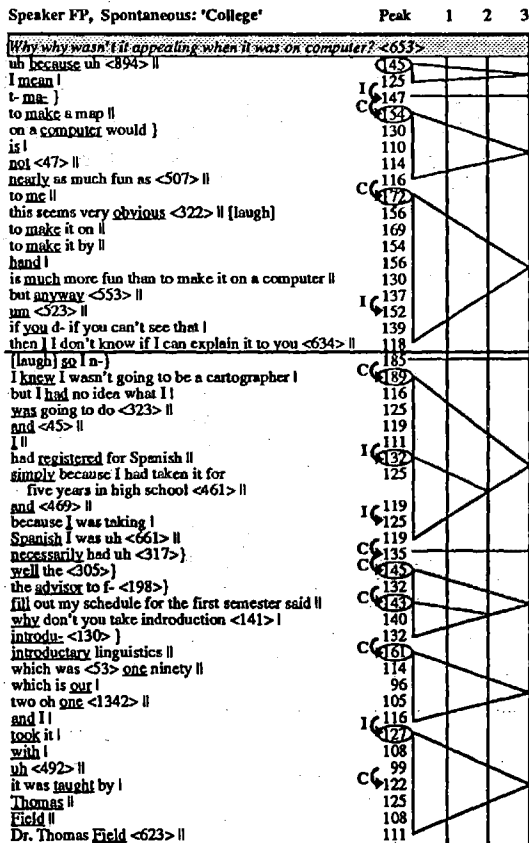 Speaker FP, Spontaneous: 'College' Peak 1 2 3
Why why wasn't it appealing when it was on computer? <653>
uh because uh <894> || 145
I mean | 125
t- ma- } I 147
to make a map || C 154
on a computer would } 130
is | 110
not <47> || 114
nearly as much fun as <507> || 116
to me || C 172
this seems very obvious <322> || [laugh] 156
to make it on || 169
to make it by || 154
hand | 156
is much more fun than to make it on a computer || 130
but anyway <553> || 137
um <523> || I 152
if you d- if you can't see that | 139
then I I don't know if I can explain it to you <634> || 118
[laugh] so I n-} 185
I knew I wasn't going to be a cartographer | C 189
but I had no idea what I | 116
was going to do <323> || 125
and <45> || 119
I || 111
had registered for Spanish || I 132
simply because I had taken it for 125
five years in high school <461> ||
and <469> || 119
because I was taking | I 125
Spanish I was uh <661> || 119
necessarily had uh <317>} C 135
well the <305>} C 145
the advisor to f- <198>} 132
fill out my schedule for the first semester said || C 143
why don't you take indroduction <141> | 140
introdu- <130> } 132
introductary linguistics || C 161
which was <53> one ninety || 114
which is our | 96
two oh one <1342> || 105
and I | 116
took it | I 127
with | 108
uh <492> || 99
it was taught by | C 122
Thomas || 125
Field || 108
Dr. Thomas Field <623> || 111